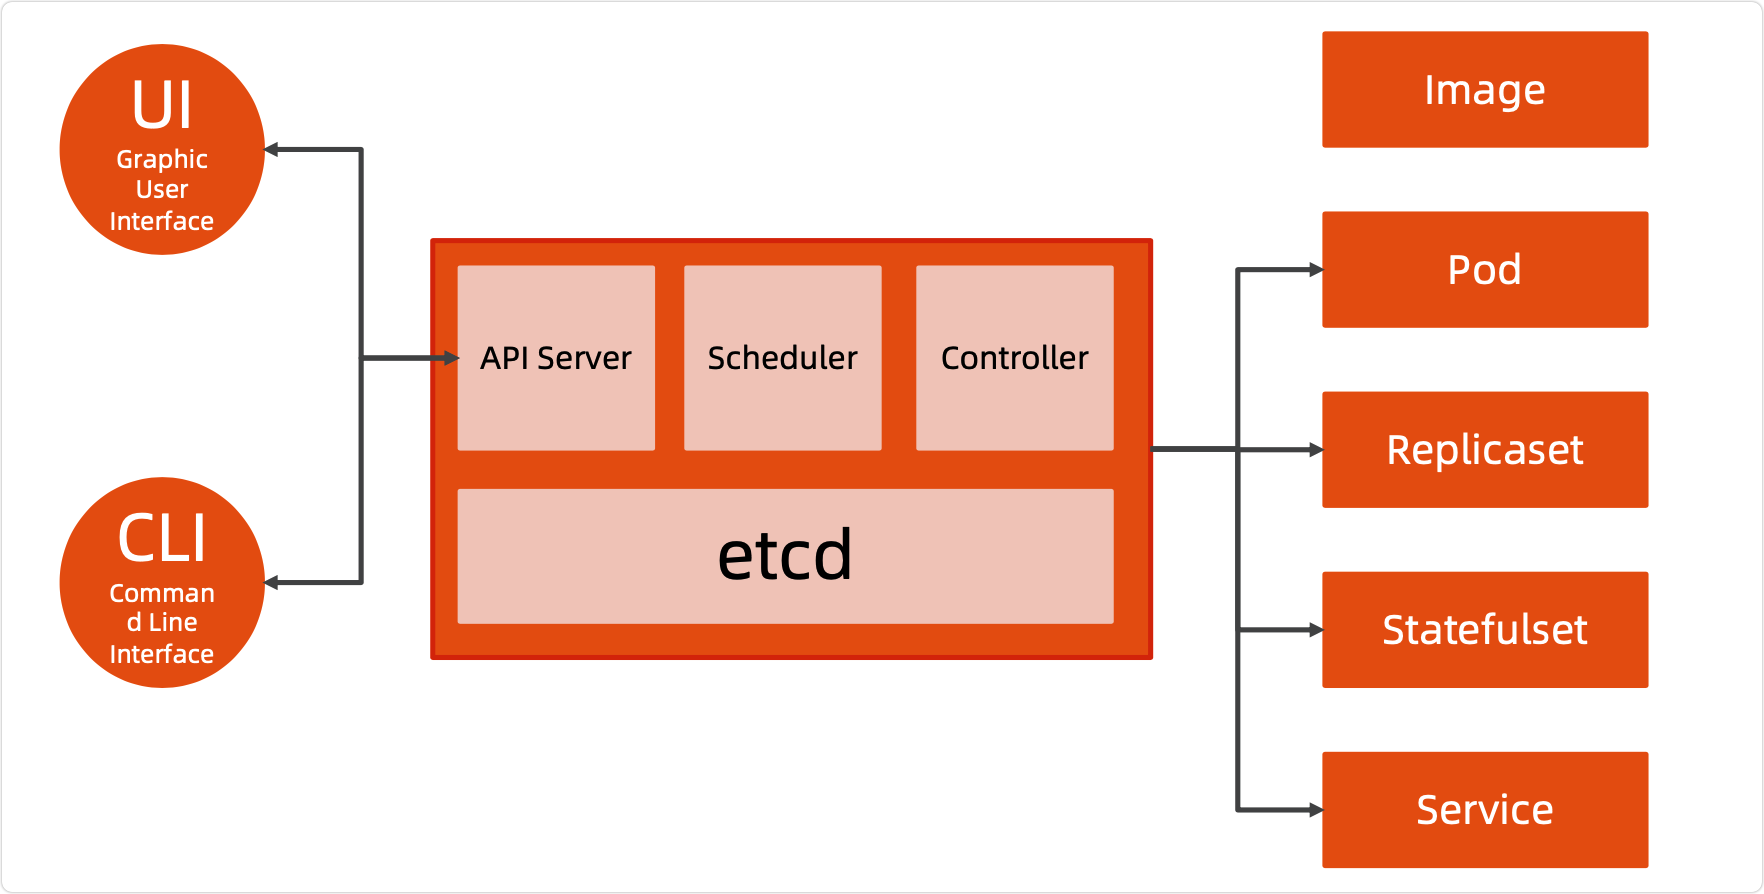 UI
Graphic
User
Interface
CLI
Comman
d Line
Interface
API Server
Scheduler
Controller
etcd
Image
Pod
Replicaset
Statefulset
Service